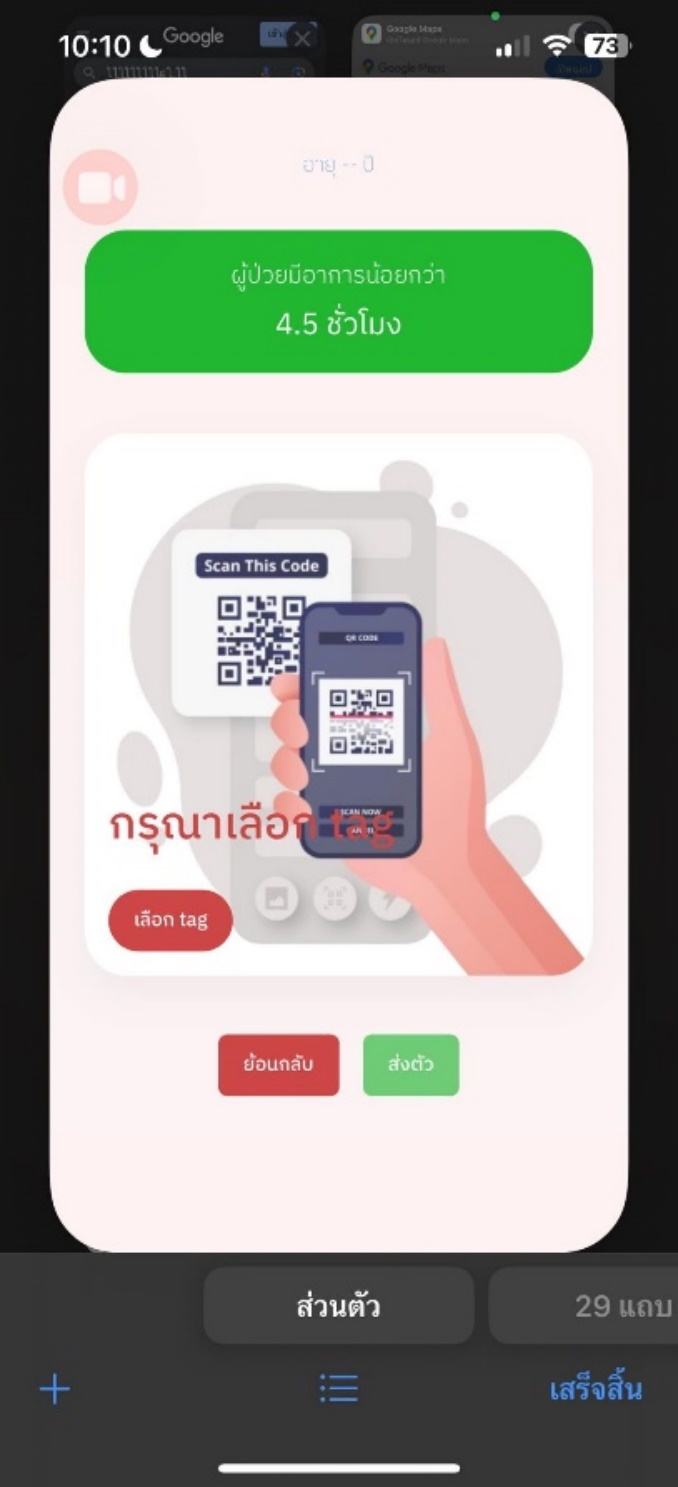 10:10
73
Google
Google Maps
Google Maps
อายุ -- ปี
ผู้ป่วยมีอาการน้อยกว่า
4.5 ชั่วโมง
Scan This Code
QR CODE
SCAN NOW
กรุณาเลือก tag
เลือก tag
ย้อนกลับ
ส่งตัว
ส่วนตัว
29 แถบ
เสร็จสิ้น